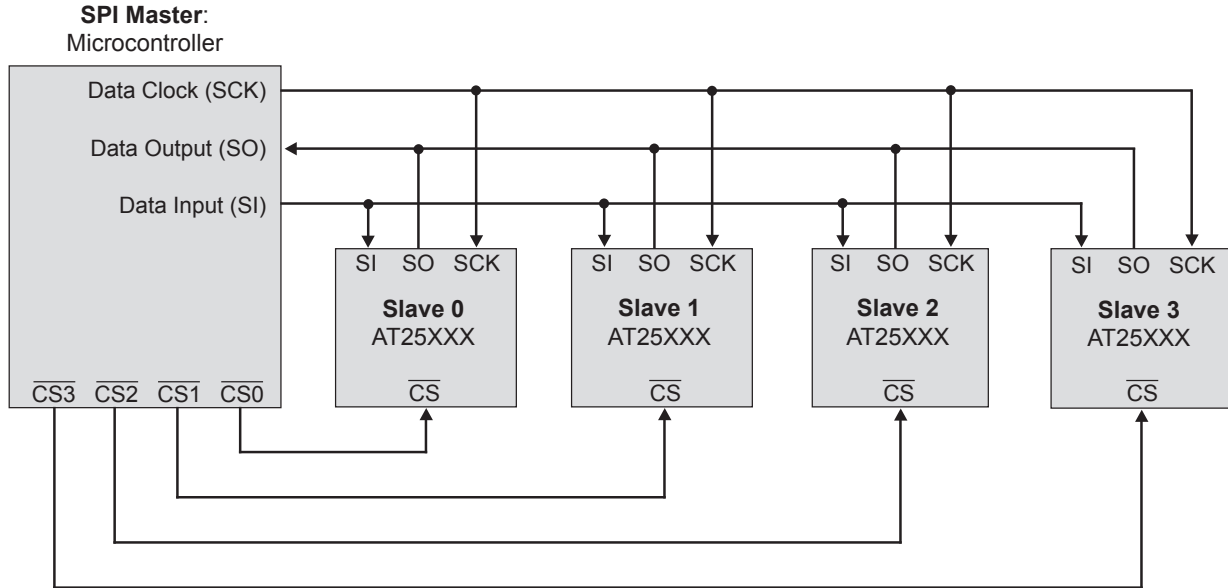 SPI Master:
Microcontroller
Data Clock (SCK)
Data Output (SO)
Data Input (SI)
CS3 CS2 CS1 CS0
SI SO SCK
Slave 0
AT25XXX
CS
SI SO SCK
Slave 1
AT25XXX
CS
SI SO SCK
Slave 2
AT25XXX
CS
SI SO SCK
Slave 3
AT25XXX
CS